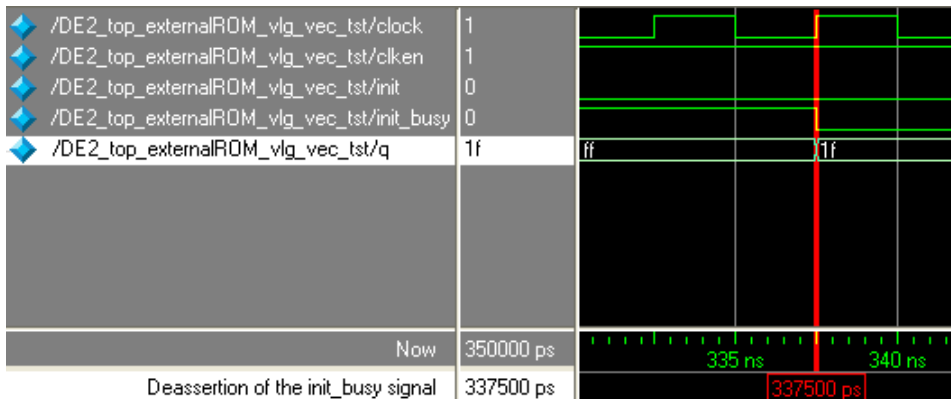 /DE2_top_externalROM_vlg_vec_tst/clock 1
/DE2_top_externalROM_vlg_vec_tst/clken 1
/DE2_top_externalROM_vlg_vec_tst/init 0
/DE2_top_externalROM_vlg_vec_tst/init_busy 0
/DE2_top_externalROM_vlg_vec_tst/q 1f ff 1f
Now 350000 ps 335 ns 340 ns
Deassertion of the init_busy signal 337500 ps 337500 ps